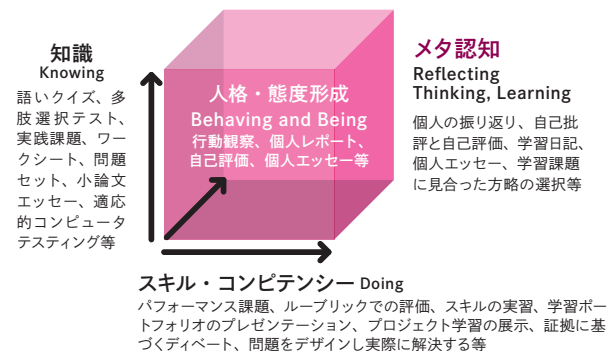 知識
Knowing
語いクイズ、多
肢選択テスト、
実践課題、ワー
クシート、問題
セット、小論文
エッセー、適応
的コンピュータ
テスティング等
人格・態度形成
Behaving and Being
行動観察、個人レポート、
自己評価、個人エッセー等
メタ認知
Reflecting
Thinking, Learning
個人の振り返り、自己批
評と自己評価、学習日記、
個人エッセー、学習課題
に見合った方略の選択等
スキル・コンピテンシー Doing
パフォーマンス課題、ルーブリックでの評価、スキルの実習、学習ポー
トフォリオのプレゼンテーション、プロジェクト学習の展示、証拠に基
づくディベート、問題をデザインし実際に解決する等